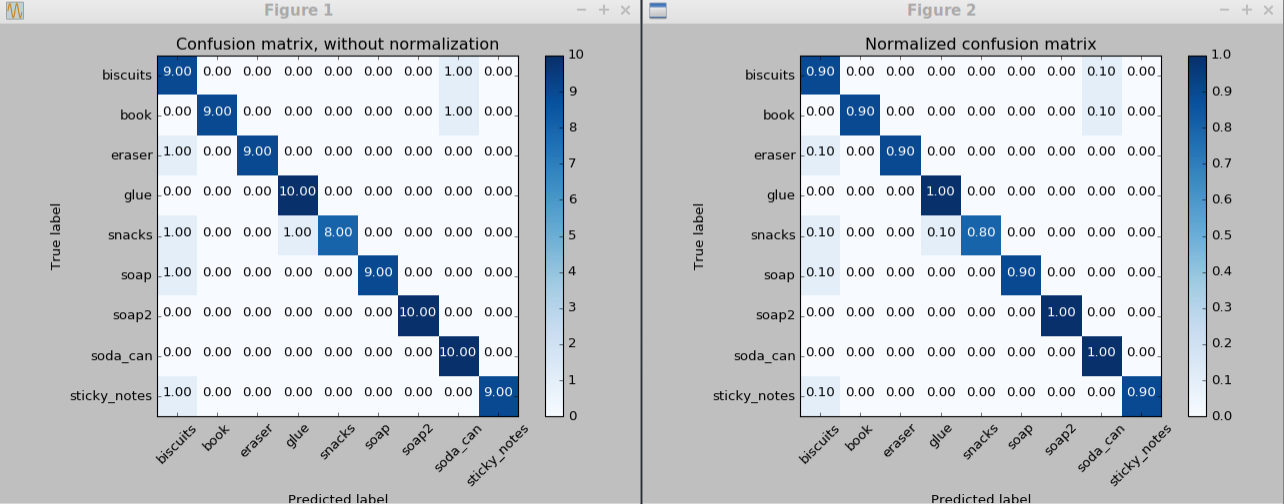 Figure 1
Confusion matrix, without normalization
True label
biscuits 9.00 0.00 0.00 0.00 0.00 0.00 0.00 1.00 0.00
book 0.00 9.00 0.00 0.00 0.00 0.00 0.00 1.00 0.00
eraser 1.00 0.00 9.00 0.00 0.00 0.00 0.00 0.00 0.00
glue 0.00 0.00 0.00 10.00 0.00 0.00 0.00 0.00 0.00
snacks 1.00 0.00 0.00 1.00 8.00 0.00 0.00 0.00 0.00
soap 1.00 0.00 0.00 0.00 0.00 9.00 0.00 0.00 0.00
soap2 0.00 0.00 0.00 0.00 0.00 0.00 10.00 0.00 0.00
soda_can 0.00 0.00 0.00 0.00 0.00 0.00 0.00 10.00 0.00
sticky_notes 1.00 0.00 0.00 0.00 0.00 0.00 0.00 0.00 9.00
biscuits book eraser glue snacks soap soap2 soda_can sticky_notes
Predicted label
10
9
8
7
6
5
4
3
2
1
0
Figure 2
Normalized confusion matrix
True label
biscuits 0.90 0.00 0.00 0.00 0.00 0.00 0.00 0.10 0.00
book 0.00 0.90 0.00 0.00 0.00 0.00 0.00 0.10 0.00
eraser 0.10 0.00 0.90 0.00 0.00 0.00 0.00 0.00 0.00
glue 0.00 0.00 0.00 1.00 0.00 0.00 0.00 0.00 0.00
snacks 0.10 0.00 0.00 0.10 0.80 0.00 0.00 0.00 0.00
soap 0.10 0.00 0.00 0.00 0.00 0.90 0.00 0.00 0.00
soap2 0.00 0.00 0.00 0.00 0.00 0.00 1.00 0.00 0.00
soda_can 0.00 0.00 0.00 0.00 0.00 0.00 0.00 1.00 0.00
sticky_notes 0.10 0.00 0.00 0.00 0.00 0.00 0.00 0.00 0.90
biscuits book eraser glue snacks soap soap2 soda_can sticky_notes
Predicted label
1.0
0.9
0.8
0.7
0.6
0.5
0.4
0.3
0.2
0.1
0.0